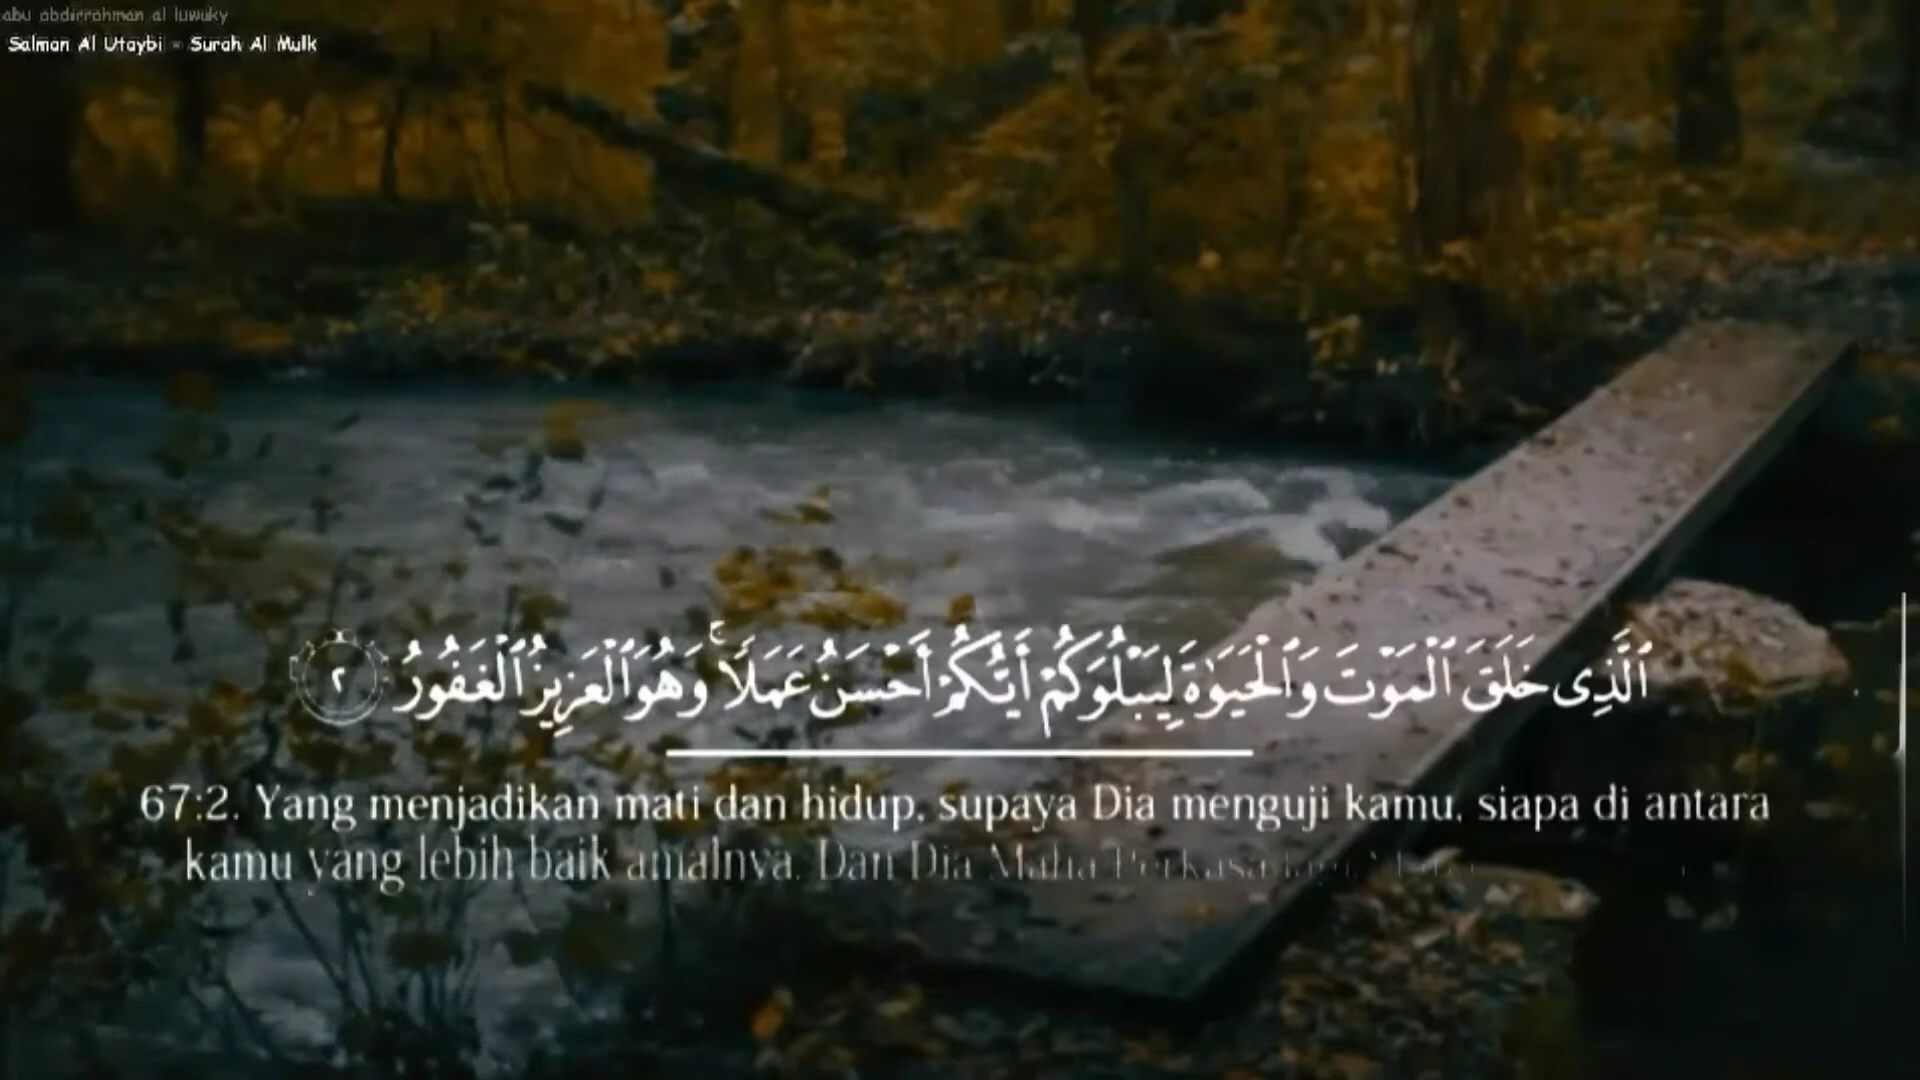 abu abdirrahman al luwuky
Salman Al Utaybi - Surah Al Mulk
ٱلَّذِى خَلَقَ ٱلْمَوْتَ وَٱلْحَيَوٰةَ لِيَبْلُوَكُمْ أَيُّكُمْ أَحْسَنُ عَمَلًا ۚ وَهُوَ ٱلْعَزِيزُ ٱلْغَفُورُ ٢
67:2. Yang menjadikan mati dan hidup, supaya Dia menguji kamu, siapa di antara
kamu yang lebih baik amalnya. Dan Dia Maha Perkasa lagi